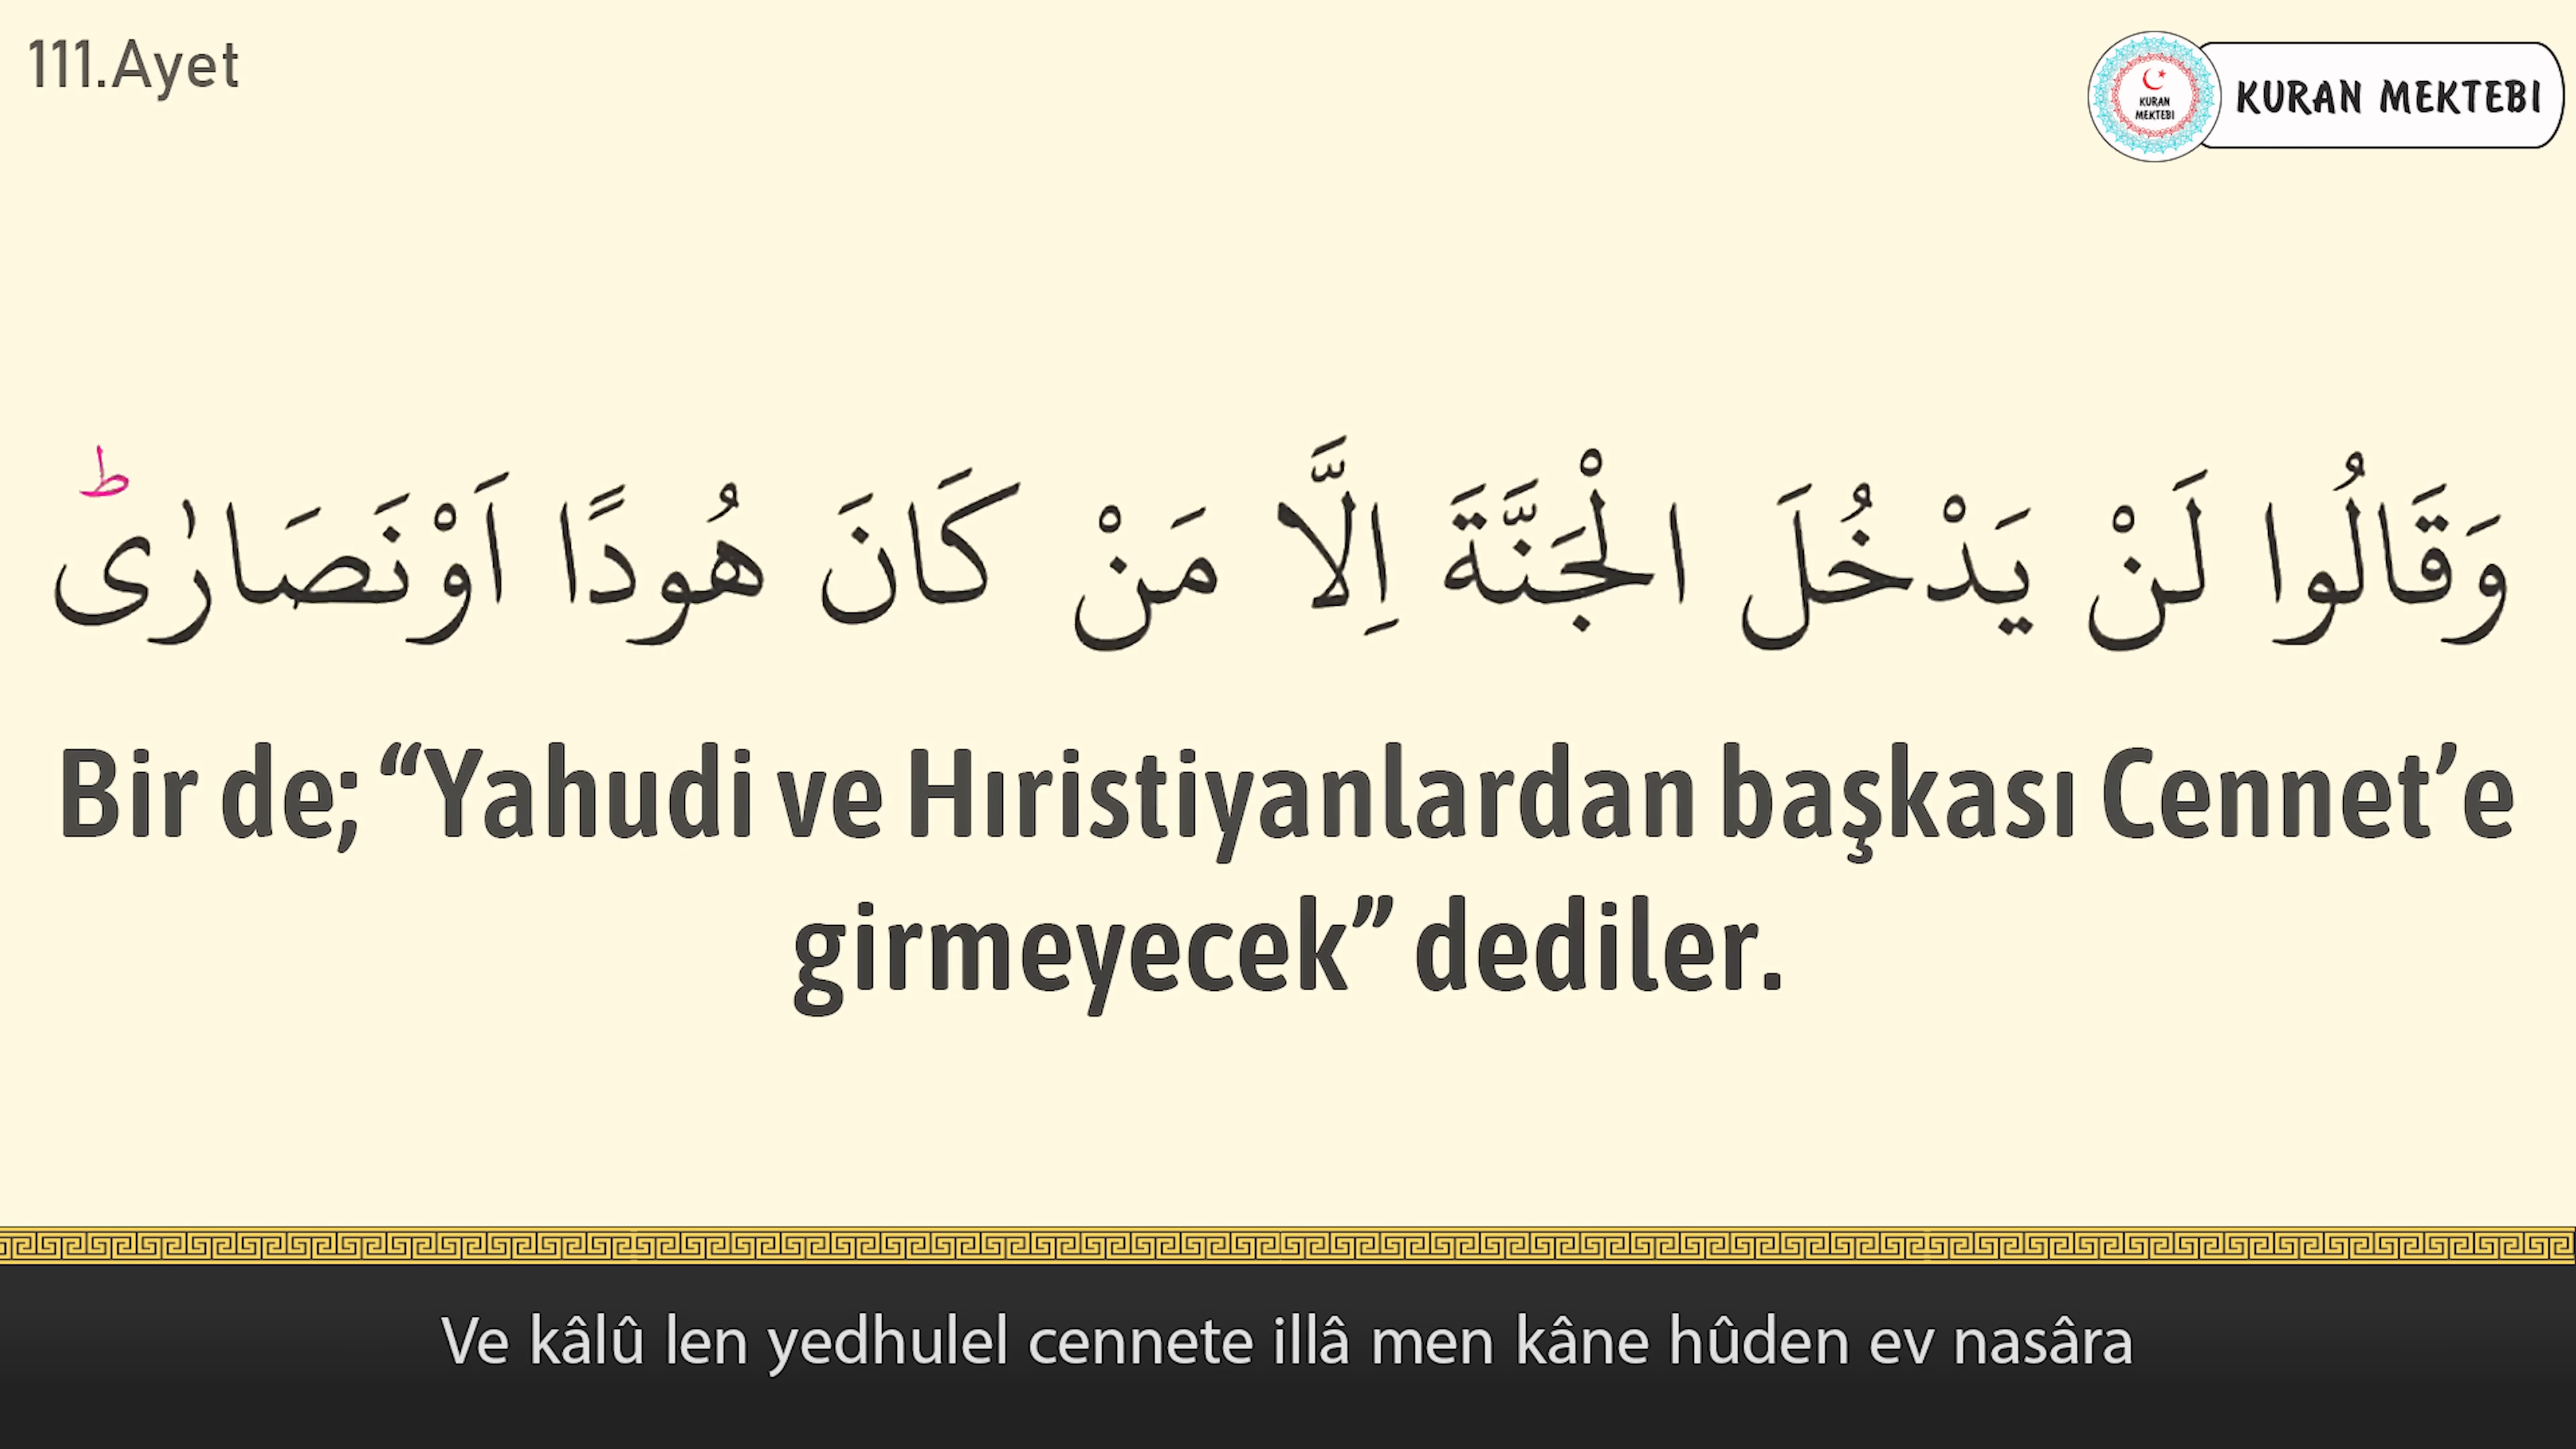 111.Ayet
KURAN
MEKTEBI
KURAN MEKTEBI
وَقَالُوا لَنْ يَدْخُلَ الْجَنَّةَ اِلَّا مَنْ كَانَ هُودًا اَوْنَصَارٰىۜ
Bir de; “Yahudi ve Hıristiyanlardan başkası Cennet’e
girmeyecek” dediler.
Ve kâlû len yedhulel cennete illâ men kâne hûden ev nasâra